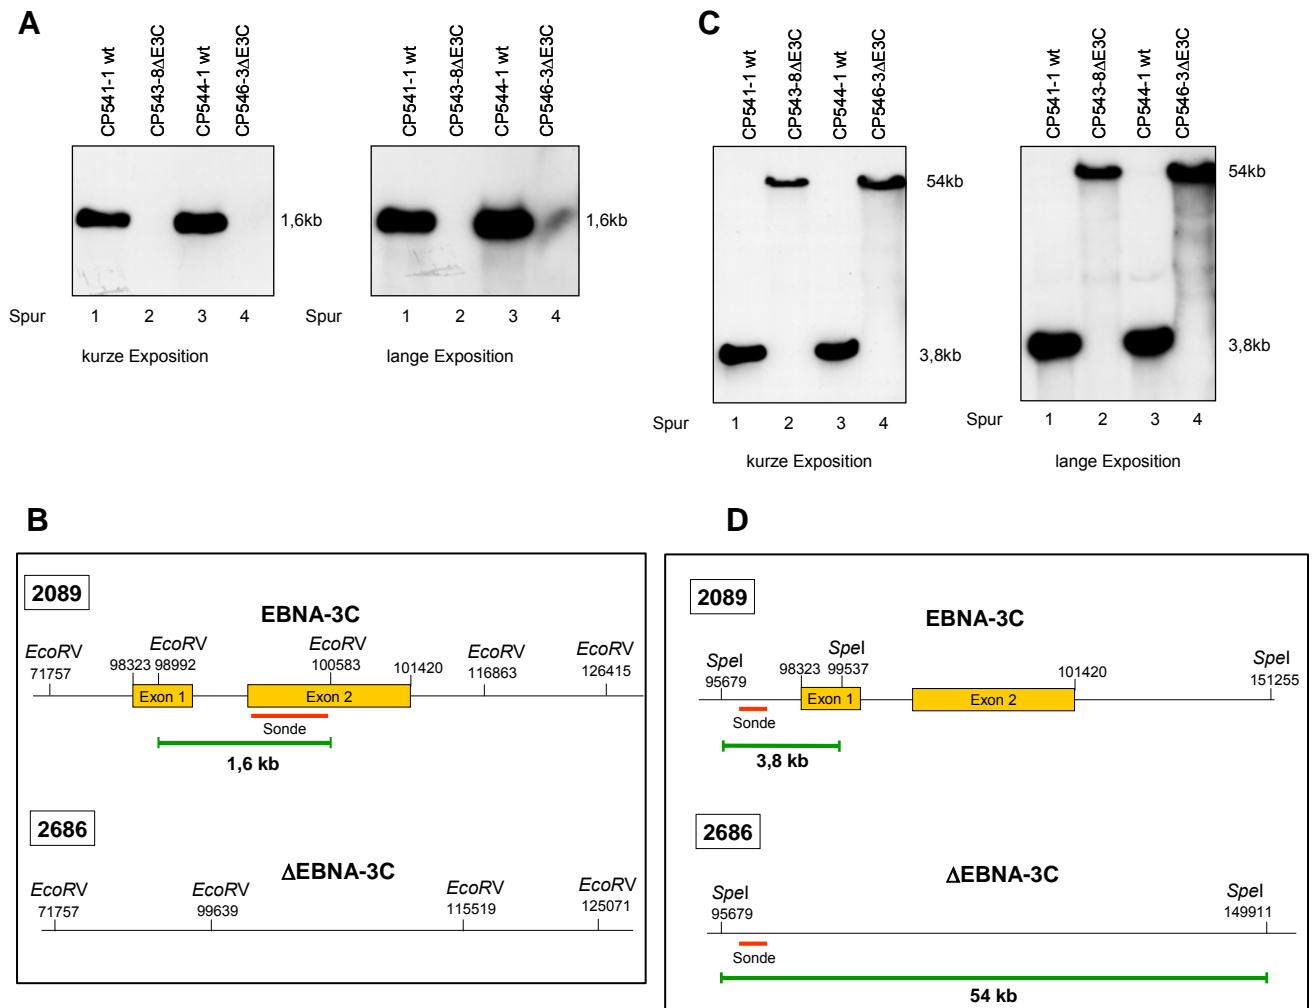 A
CP541-1 wt
CP543-8ΔE3C
CP544-1 wt
CP546-3ΔE3C
1,6kb
Spur 1 2 3 4
kurze Exposition
CP541-1 wt
CP543-8ΔE3C
CP544-1 wt
CP546-3ΔE3C
1,6kb
Spur 1 2 3 4
lange Exposition
C
CP541-1 wt
CP543-8ΔE3C
CP544-1 wt
CP546-3ΔE3C
54kb
3,8kb
Spur 1 2 3 4
kurze Exposition
CP541-1 wt
CP543-8ΔE3C
CP544-1 wt
CP546-3ΔE3C
54kb
3,8kb
Spur 1 2 3 4
lange Exposition
B
2089
EBNA-3C
EcoRV EcoRV EcoRV EcoRV EcoRV
71757 98323 98992 100583 101420 116863 126415
Exon 1 Exon 2
Sonde
1,6 kb
2686
ΔEBNA-3C
EcoRV EcoRV EcoRV EcoRV
71757 99639 115519 125071
D
2089
EBNA-3C
SpeI SpeI SpeI
95679 98323 99537 101420 151255
Exon 1 Exon 2
Sonde
3,8 kb
2686
ΔEBNA-3C
SpeI SpeI
95679 149911
Sonde
54 kb